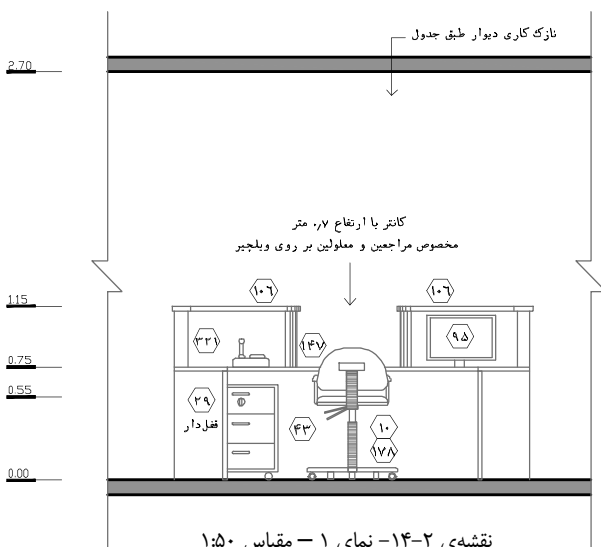 نازک کاری دیوار طبق جدول
2.70
کانتر با ارتفاع ۰٫۷ متر
مخصوص مراجعین و معلولین بر روی ویلچیر
۱۰۶
۱۰۶
1.15
۳۲۱
۱۴۷
۹۵
0.75
0.55
۲۹
قفل‌دار
۴۳
۱۰
۱۷۸
0.00
نقشه‌ی ۲-۱۴- نمای ۱ – مقیاس ۱:۵۰